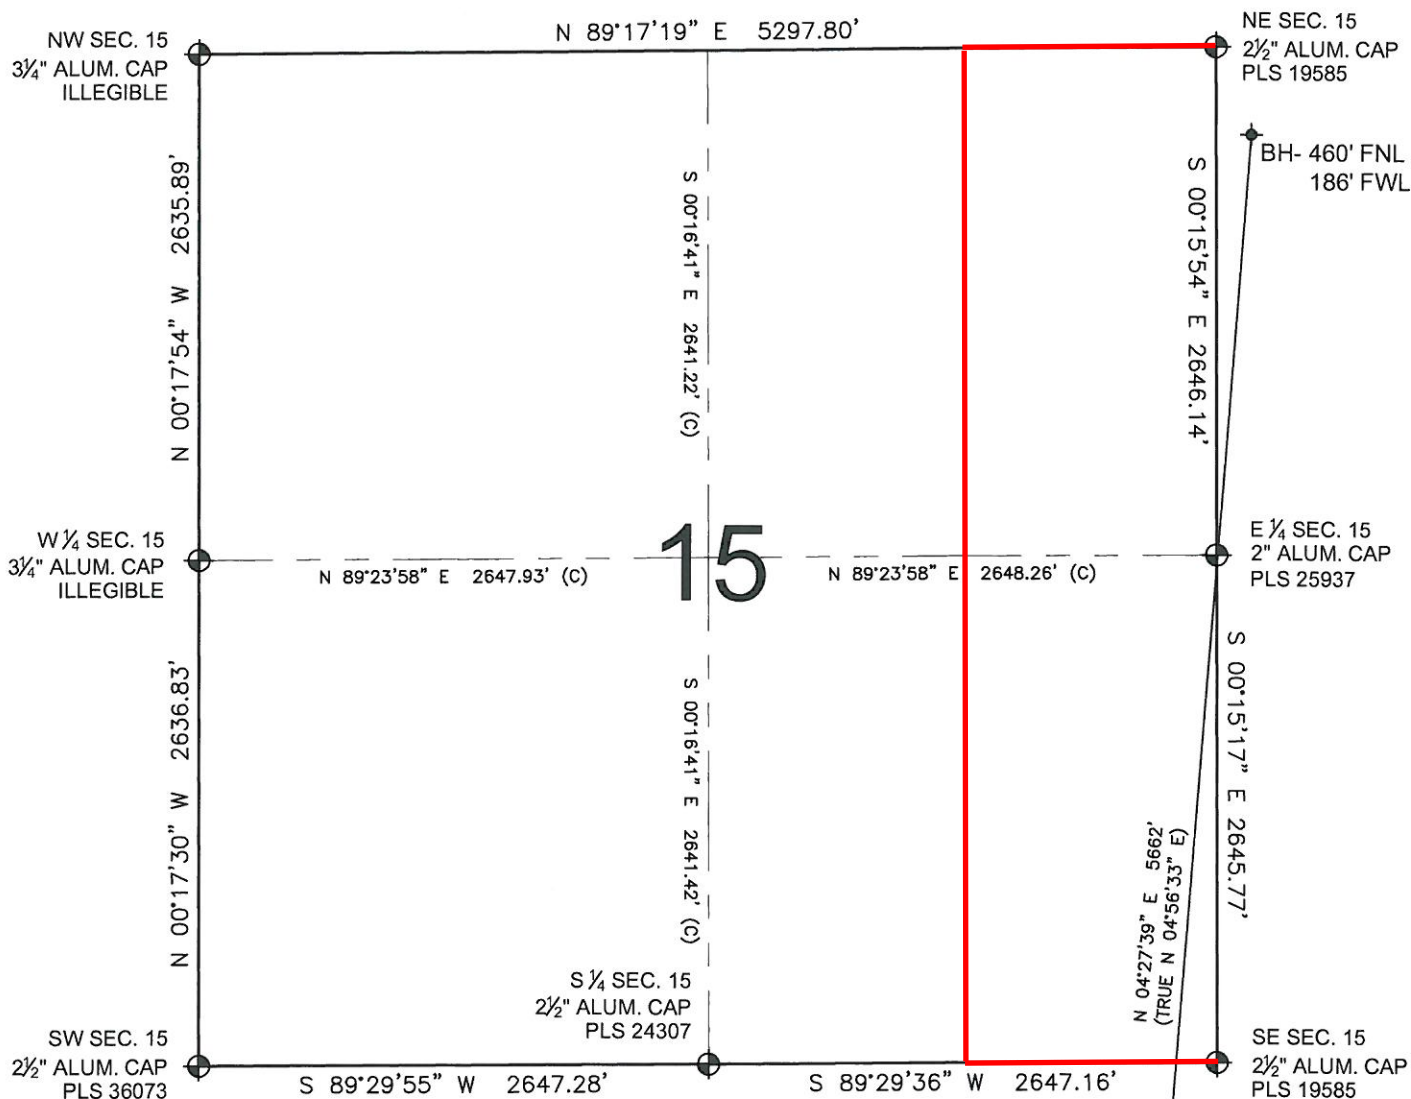 N 89°17'19" E 5297.80'
NW SEC. 15
3¼" ALUM. CAP
ILLEGIBLE
NE SEC. 15
2½" ALUM. CAP
PLS 19585
BH- 460' FNL
186' FWL
N 00°17'54" W 2635.89'
S 00°16'41" E 2641.22' (C)
S 00°15'54" E 2646.14'
W ¼ SEC. 15
3¼" ALUM. CAP
ILLEGIBLE
N 89°23'58" E 2647.93' (C)
15
N 89°23'58" E 2648.26' (C)
E ¼ SEC. 15
2" ALUM. CAP
PLS 25937
N 00°17'30" W 2636.83'
S 00°16'41" E 2641.42' (C)
S 00°15'17" E 2645.77'
N 04°27'39" E 5662'
(TRUE N 04°56'33" E)
S ¼ SEC. 15
2½" ALUM. CAP
PLS 24307
SW SEC. 15
2½" ALUM. CAP
PLS 36073
S 89°29'55" W 2647.28'
S 89°29'36" W 2647.16'
SE SEC. 15
2½" ALUM. CAP
PLS 19585